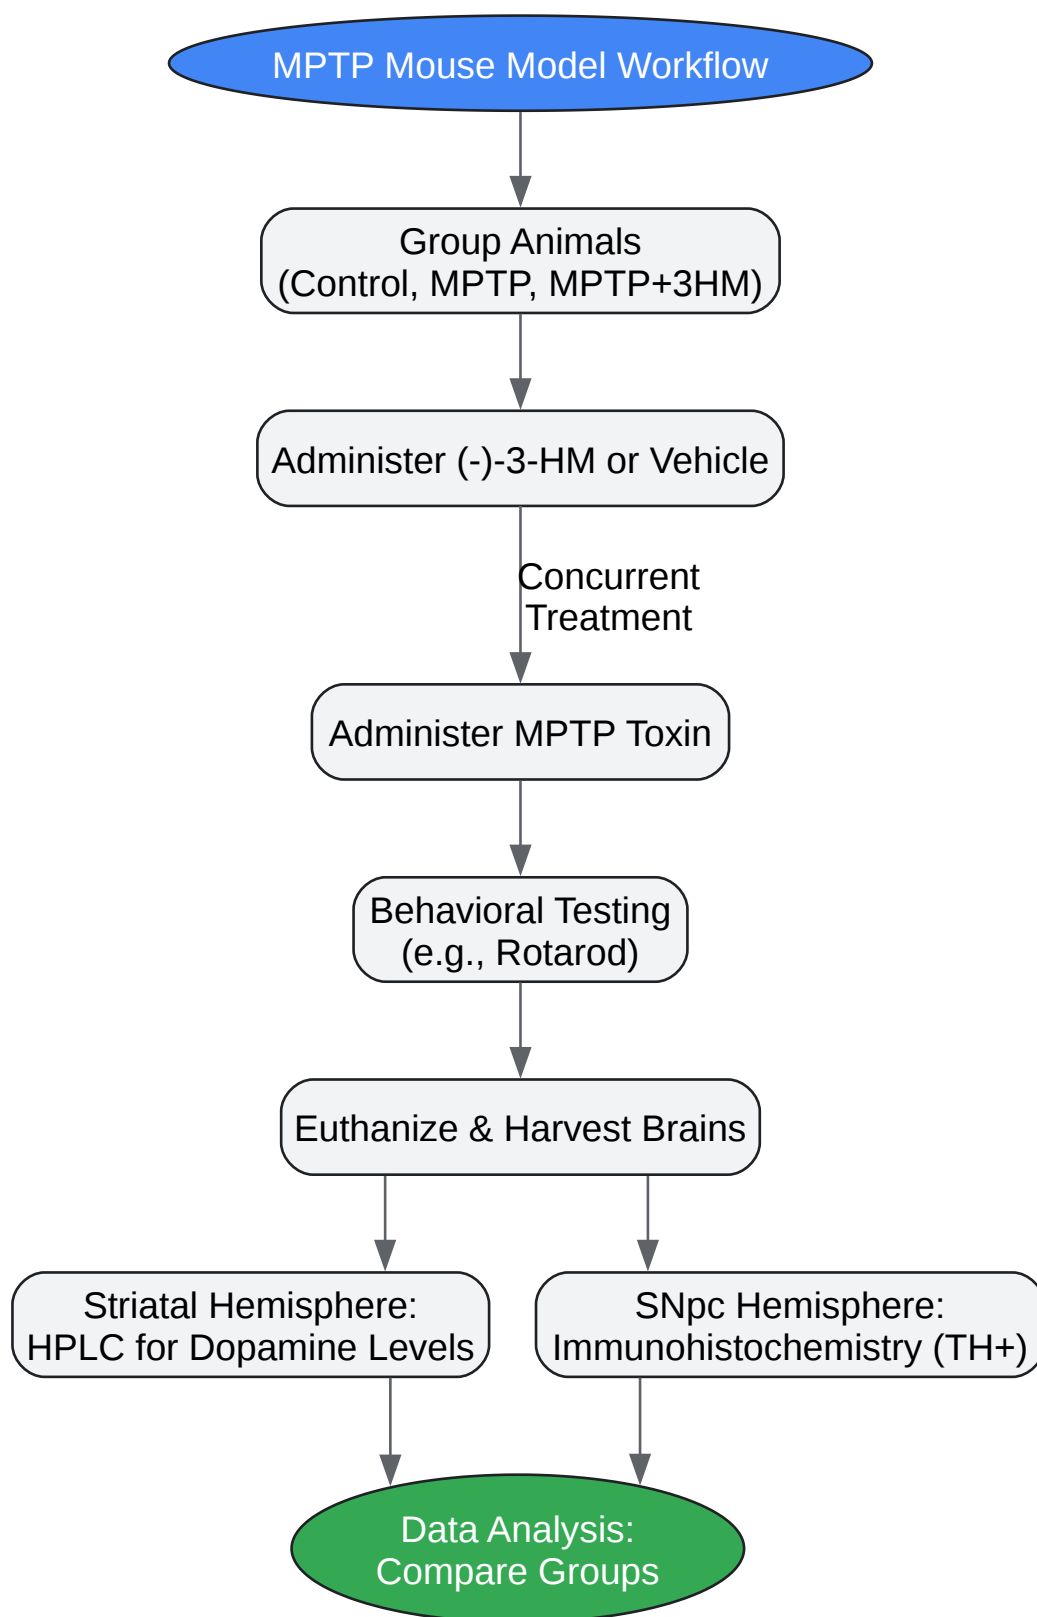 MPTP Mouse Model Workflow
Group Animals
(Control, MPTP, MPTP+3HM)
Administer (-)-3-HM or Vehicle
Concurrent
Treatment
Administer MPTP Toxin
Behavioral Testing
(e.g., Rotarod)
Euthanize & Harvest Brains
Striatal Hemisphere:
HPLC for Dopamine Levels
SNpc Hemisphere:
Immunohistochemistry (TH+)
Data Analysis:
Compare Groups